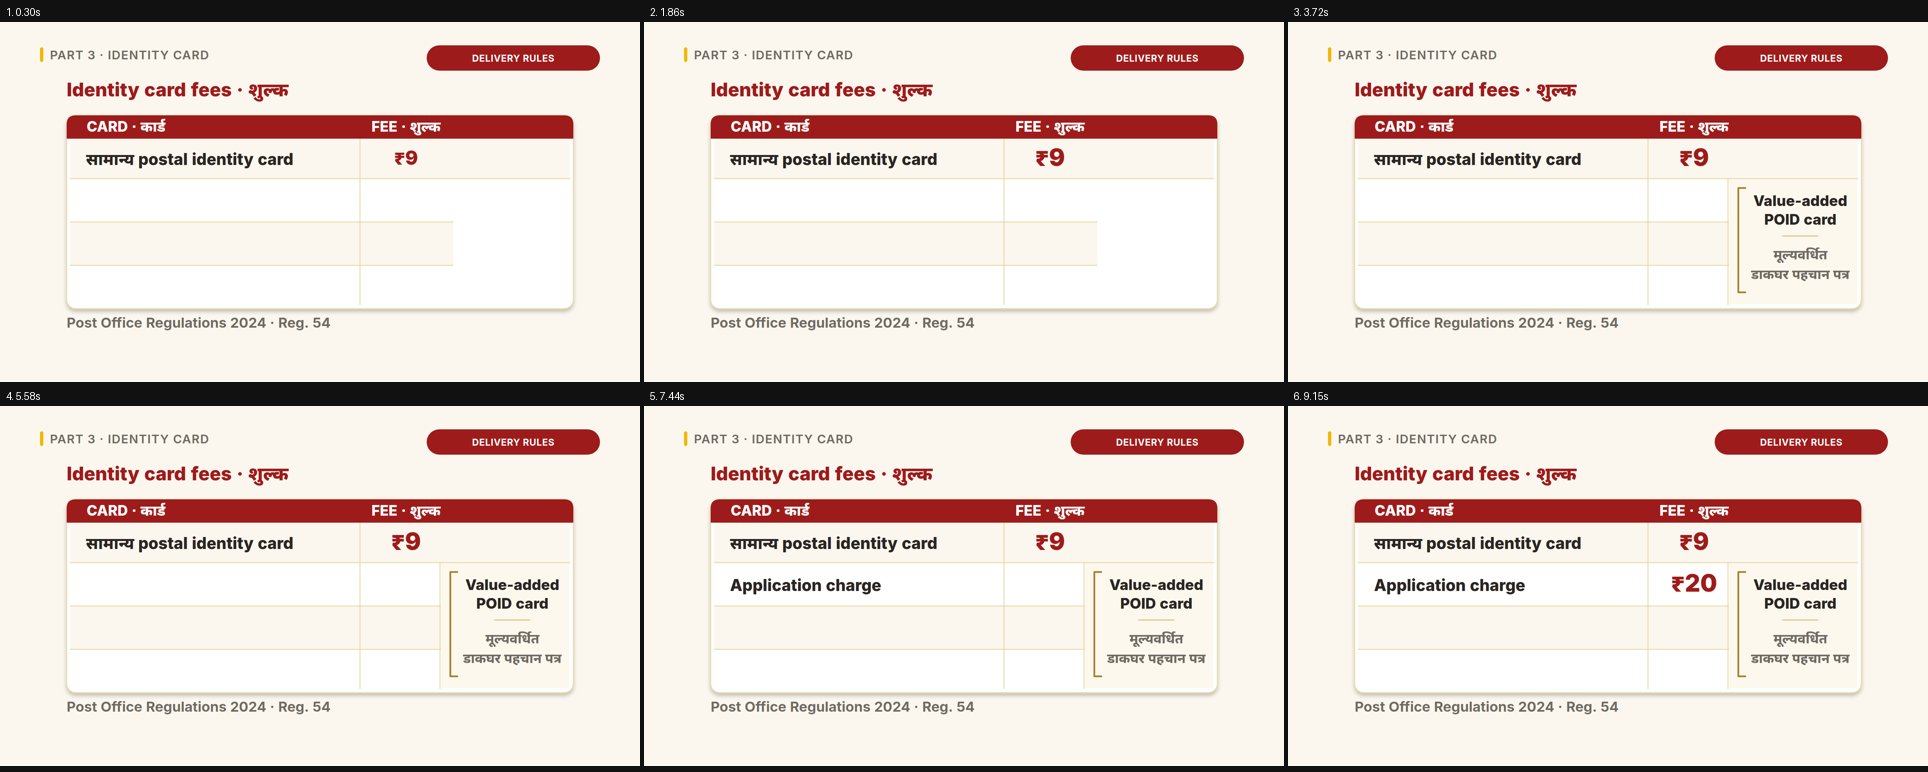 1. 0.30s
PART 3 · IDENTITY CARD
DELIVERY RULES
Identity card fees · शुल्क
CARD · कार्ड FEE · शुल्क
सामान्य postal identity card ₹9
Post Office Regulations 2024 · Reg. 54
2. 1.86s
PART 3 · IDENTITY CARD
DELIVERY RULES
Identity card fees · शुल्क
CARD · कार्ड FEE · शुल्क
सामान्य postal identity card ₹9
Post Office Regulations 2024 · Reg. 54
3. 3.72s
PART 3 · IDENTITY CARD
DELIVERY RULES
Identity card fees · शुल्क
CARD · कार्ड FEE · शुल्क
सामान्य postal identity card ₹9
Value-added
POID card
मूल्यवर्धित
डाकघर पहचान पत्र
Post Office Regulations 2024 · Reg. 54
4. 5.58s
PART 3 · IDENTITY CARD
DELIVERY RULES
Identity card fees · शुल्क
CARD · कार्ड FEE · शुल्क
सामान्य postal identity card ₹9
Value-added
POID card
मूल्यवर्धित
डाकघर पहचान पत्र
Post Office Regulations 2024 · Reg. 54
5. 7.44s
PART 3 · IDENTITY CARD
DELIVERY RULES
Identity card fees · शुल्क
CARD · कार्ड FEE · शुल्क
सामान्य postal identity card ₹9
Application charge
Value-added
POID card
मूल्यवर्धित
डाकघर पहचान पत्र
Post Office Regulations 2024 · Reg. 54
6. 9.15s
PART 3 · IDENTITY CARD
DELIVERY RULES
Identity card fees · शुल्क
CARD · कार्ड FEE · शुल्क
सामान्य postal identity card ₹9
Application charge ₹20
Value-added
POID card
मूल्यवर्धित
डाकघर पहचान पत्र
Post Office Regulations 2024 · Reg. 54